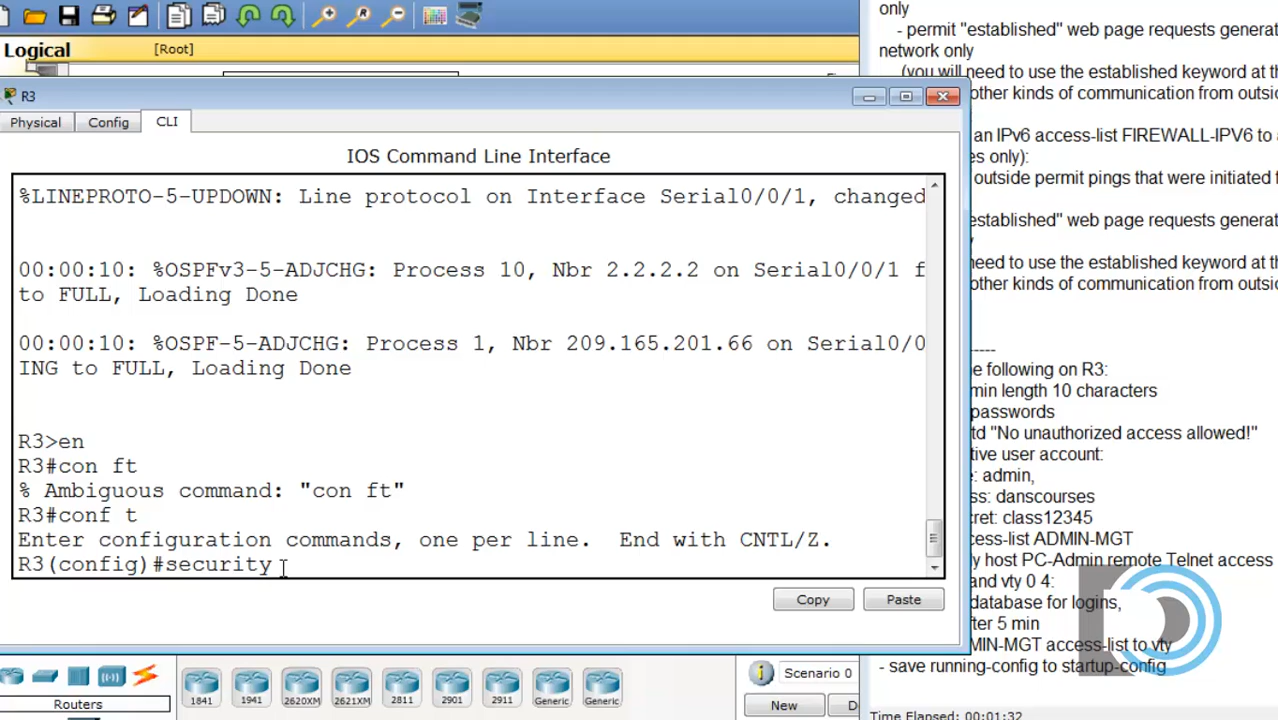 Logical
[Root]
R3
Physical
Config
CLI
IOS Command Line Interface
%LINEPROTO-5-UPDOWN: Line protocol on Interface Serial0/0/1, changed
00:00:10: %OSPFv3-5-ADJCHG: Process 10, Nbr 2.2.2.2 on Serial0/0/1 f
to FULL, Loading Done
00:00:10: %OSPF-5-ADJCHG: Process 1, Nbr 209.165.201.66 on Serial0/0
ING to FULL, Loading Done
R3>en
R3#con ft
% Ambiguous command: "con ft"
R3#conf t
Enter configuration commands, one per line.  End with CNTL/Z.
R3(config)#security
Copy
Paste
only
- permit "established" web page requests generat
network only
(you will need to use the established keyword at th
other kinds of communication from outsid
an IPv6 access-list FIREWALL-IPV6 to a
es only):
outside permit pings that were initiated f
established" web page requests generat
need to use the established keyword at th
other kinds of communication from outsid
-----
e following on R3:
min length 10 characters
passwords
td "No unauthorized access allowed!"
tive user account:
e: admin,
ss: danscourses
cret: class12345
ccess-list ADMIN-MGT
ly host PC-Admin remote Telnet access
and vty 0 4:
database for logins,
fter 5 min
DMIN-MGT access-list to vty
- save running-config to startup-config
Time Elapsed: 00:01:32
Routers
1841
1941
2620XM
2621XM
2811
2901
2911
Generic
Generic
Scenario 0
New
D